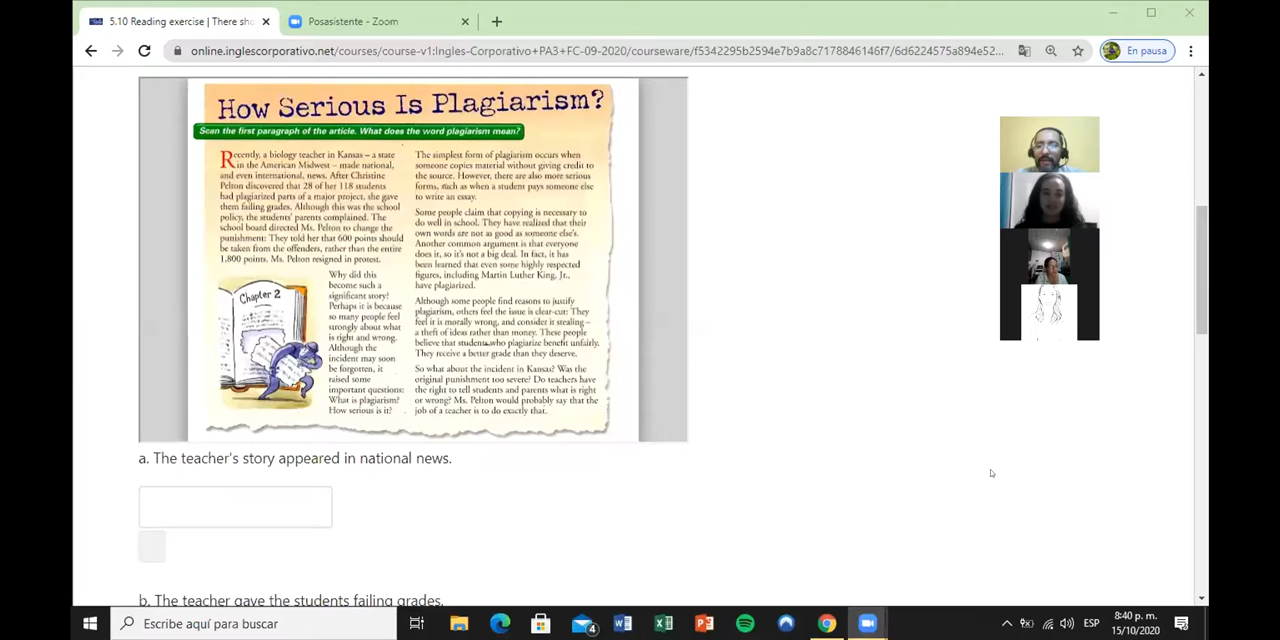 5.10 Reading exercise | There sho
Posasistente - Zoom
online.inglescorporativo.net/courses/course-v1:Ingles-Corporativo+PA3+FC-09-2020/courseware/f5342295b2594e7b9a8c7178846146f7/6d6224575a894e52...
En pausa
How Serious Is Plagiarism?
Scan the first paragraph of the article. What does the word plagiarism mean?
Recently, a biology teacher in Kansas – a state
in the American Midwest – made national,
and even international, news. After Christine
Pelton discovered that 28 of her 118 students
had plagiarized parts of a major project, she gave
them failing grades. Although this was the school
policy, the students' parents complained. The
school board directed Ms. Pelton to change the
punishment: They told her that 600 points should
be taken from the offenders, rather than the entire
1,800 points. Ms. Pelton resigned in protest.
Chapter 2
Why did this
become such a
significant story?
Perhaps it is because
so many people feel
strongly about what
is right and wrong.
Although the
incident may soon
be forgotten, it
raised some
important questions:
What is plagiarism?
How serious is it?
The simplest form of plagiarism occurs when
someone copies material without giving credit to
the source. However, there are also more serious
forms, such as when a student pays someone else
to write an essay.
Some people claim that copying is necessary to
do well in school. They have realized that their
own words are not as good as someone else's.
Another common argument is that everyone
does it, so it's not a big deal. In fact, it has
been learned that even some highly respected
figures, including Martin Luther King, Jr.,
have plagiarized.
Although some people find reasons to justify
plagiarism, others feel the issue is clear-cut: They
feel it is morally wrong, and consider it stealing –
a theft of ideas rather than money. These people
believe that students who plagiarize benefit unfairly.
They receive a better grade than they deserve.
So what about the incident in Kansas? Was the
original punishment too severe? Do teachers have
the right to tell students and parents what is right
or wrong? Ms. Pelton would probably say that the
job of a teacher is to do exactly that.
a. The teacher's story appeared in national news.
b. The teacher gave the students failing grades.
Escribe aquí para buscar
4
ESP
8:40 p. m.
15/10/2020